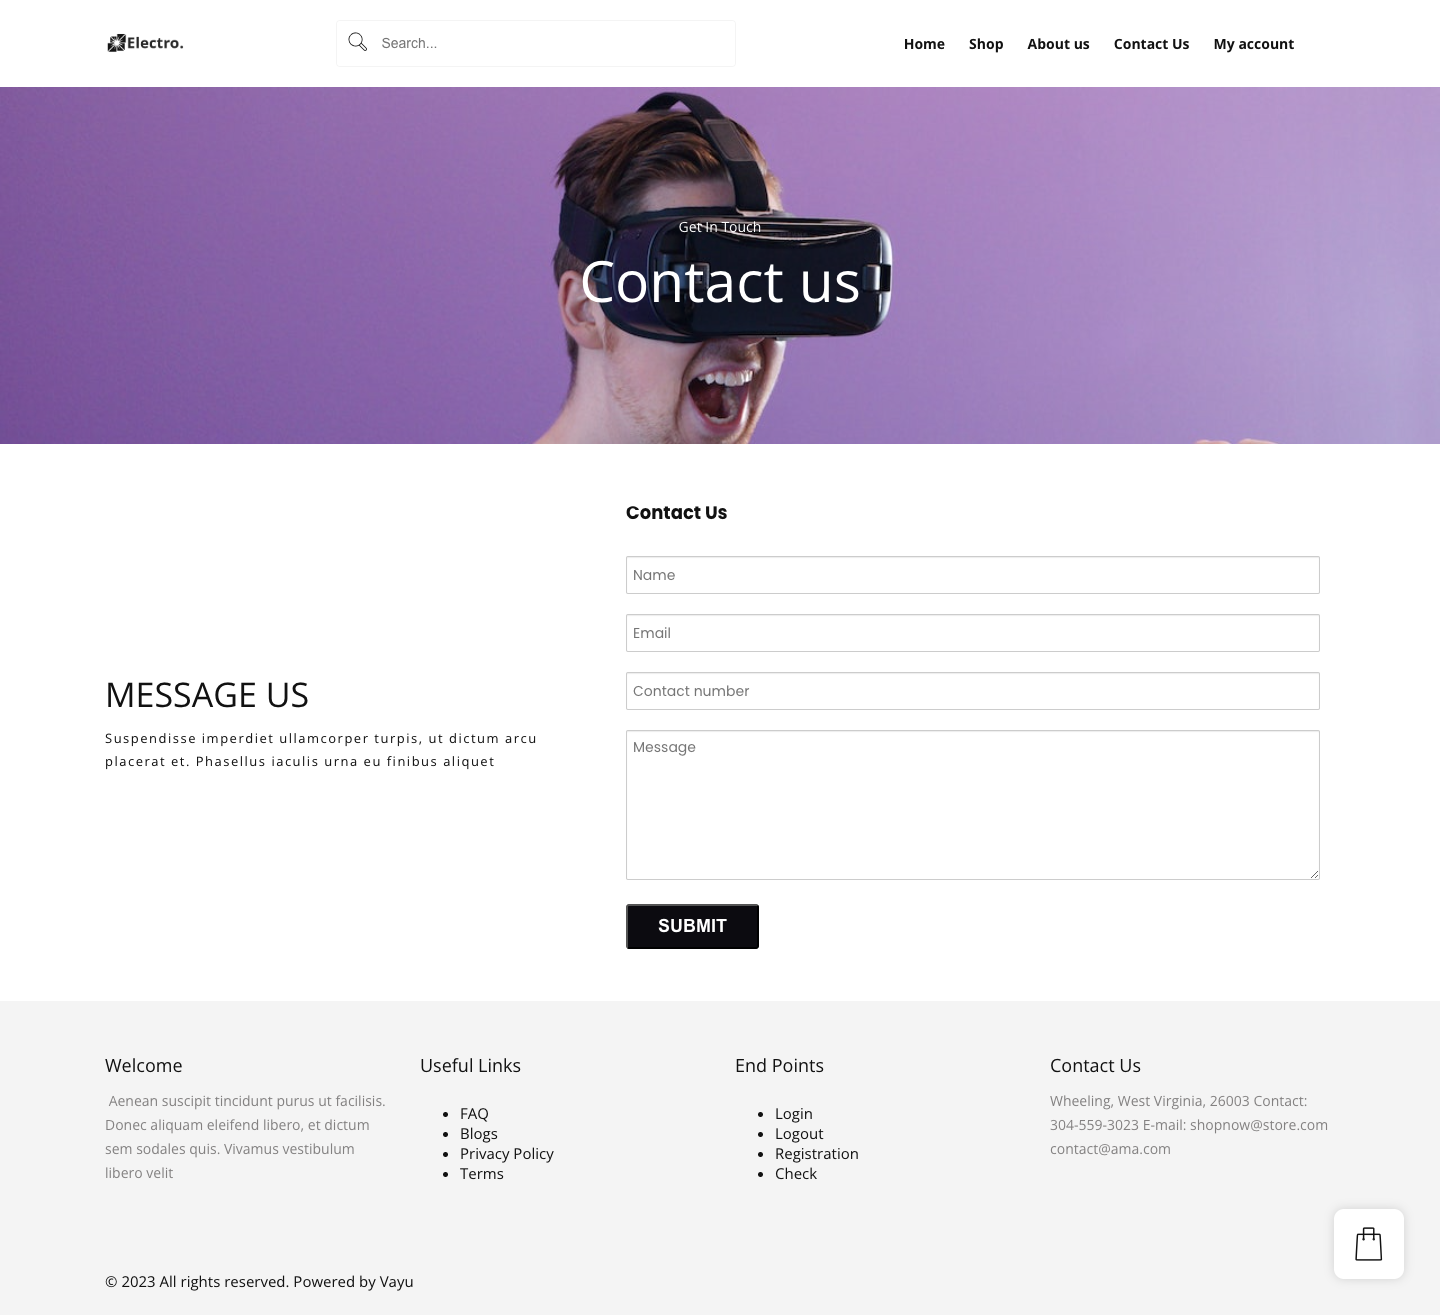 Electro.
Search...
Home
Shop
About us
Contact Us
My account
Get In Touch
Contact us
Contact Us
Name
Email
Contact number
Message
SUBMIT
MESSAGE US
Suspendisse imperdiet ullamcorper turpis, ut dictum arcu
placerat et. Phasellus iaculis urna eu finibus aliquet
Welcome
Aenean suscipit tincidunt purus ut facilisis.
Donec aliquam eleifend libero, et dictum
sem sodales quis. Vivamus vestibulum
libero velit
Useful Links
FAQ
Blogs
Privacy Policy
Terms
End Points
Login
Logout
Registration
Check
Contact Us
Wheeling, West Virginia, 26003 Contact:
304-559-3023 E-mail: shopnow@store.com
contact@ama.com
© 2023 All rights reserved. Powered by Vayu